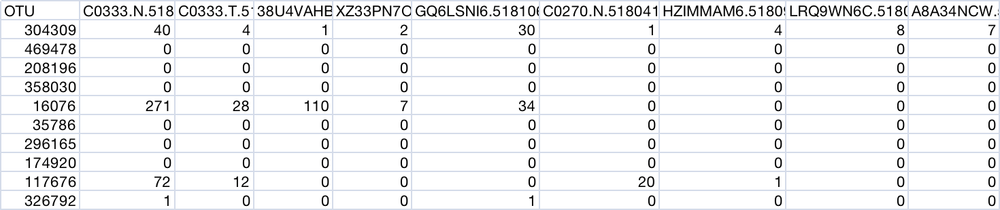 OTU C0333.N.518 C0333.T.51 38U4VAHB XZ33PN7C GQ6LSNI6.518106 C0270.N.518041 HZIMMAM6.51809 LRQ9WN6C.5180 A8A34NCW.
304309 40 4 1 2 30 1 4 8 7
469478 0 0 0 0 0 0 0 0 0
208196 0 0 0 0 0 0 0 0 0
358030 0 0 0 0 0 0 0 0 0
16076 271 28 110 7 34 0 0 0 0
35786 0 0 0 0 0 0 0 0 0
296165 0 0 0 0 0 0 0 0 0
174920 0 0 0 0 0 0 0 0 0
117676 72 12 0 0 0 20 1 0 0
326792 1 0 0 0 1 0 0 0 0